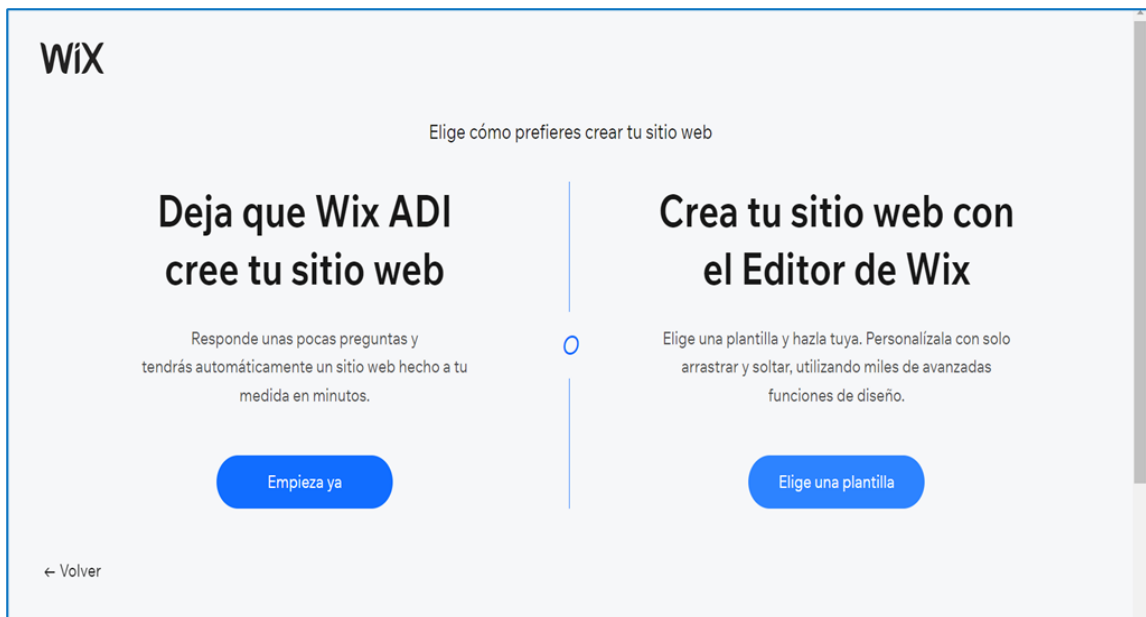 WiX
Elige cómo prefieres crear tu sitio web
Deja que Wix ADI
cree tu sitio web
Responde unas pocas preguntas y
tendrás automáticamente un sitio web hecho a tu
medida en minutos.
Empieza ya
O
Crea tu sitio web con
el Editor de Wix
Elige una plantilla y hazla tuya. Personalízala con solo
arrastrar y soltar, utilizando miles de avanzadas
funciones de diseño.
Elige una plantilla
← Volver